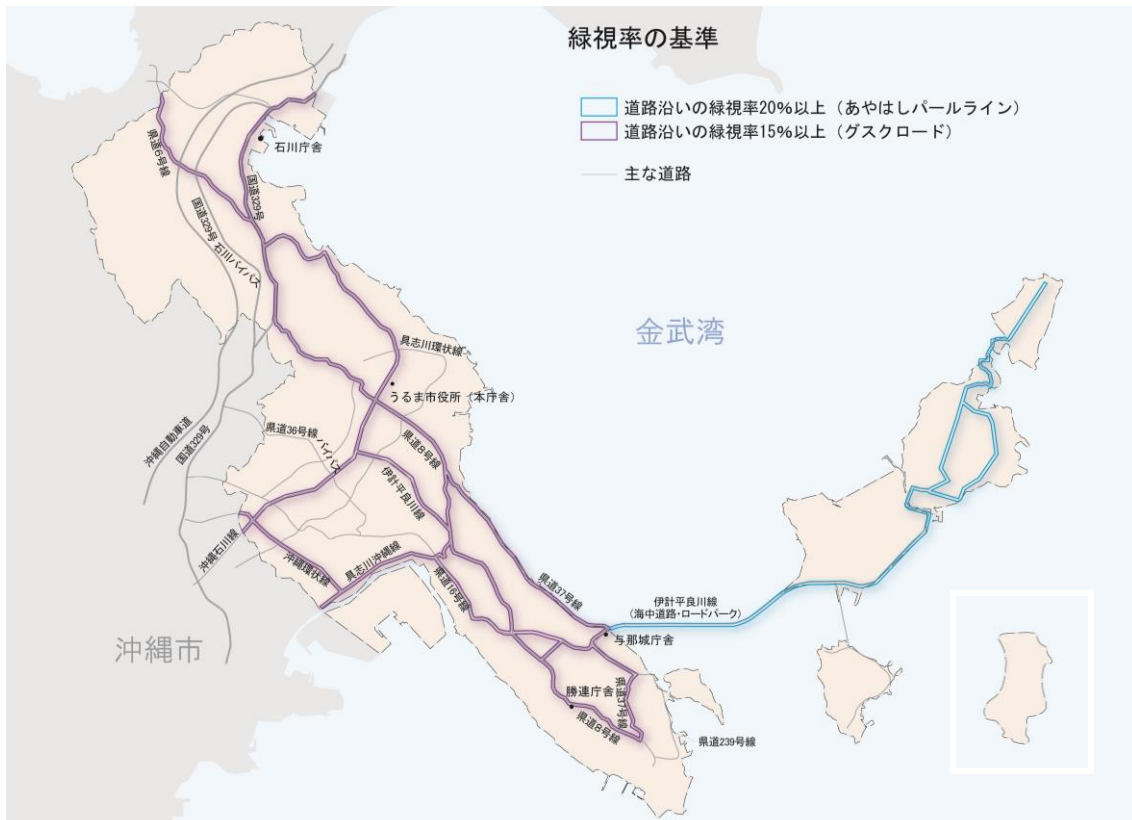 緑視率の基準
道路沿いの緑視率20%以上（あやはしパールライン）
道路沿いの緑視率15%以上（グスクロード）
主な道路
石川庁舎
県道6号線
国道329号
国道329号 石川バイパス
金武湾
具志川環状線
うるま市役所（本庁舎）
県道36号線
バイパス
県道8号線
沖縄自動車道
国道329号
伊計平良川線
沖縄石川線
沖縄環状線
具志川沖縄線
県道16号線
県道37号線
伊計平良川線
（海中道路・ロードパーク）
与那城庁舎
沖縄市
勝連庁舎
県道37号線
県道8号線
県道239号線